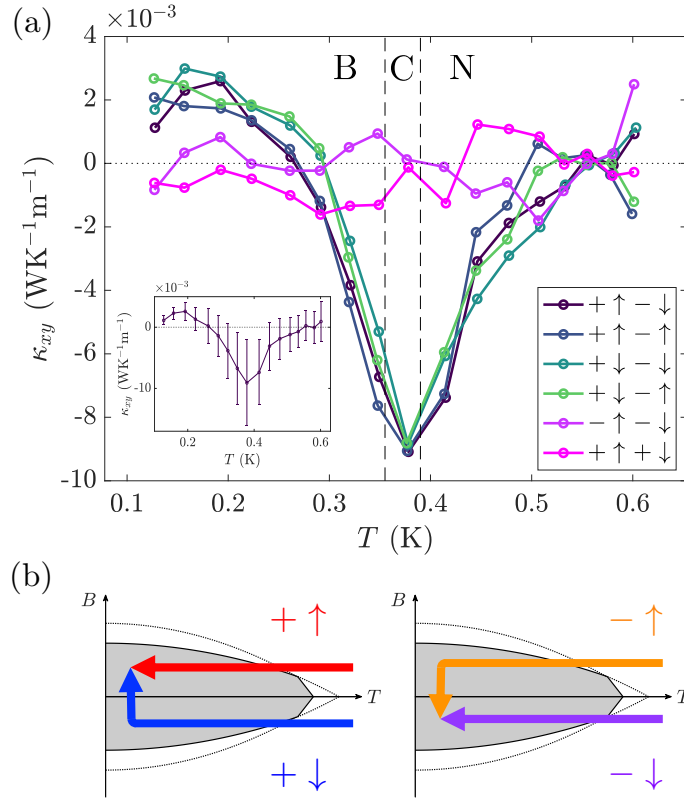 (a)
×10⁻³
4
2
0
-2
-4
-6
-8
-10
κxy (WK⁻¹m⁻¹)
B C N
0.1 0.2 0.3 0.4 0.5 0.6
T (K)
×10⁻³
0
-10
κxy (WK⁻¹m⁻¹)
0.2 0.4 0.6
T (K)
+ ↑ − ↓
+ ↑ − ↑
+ ↓ − ↓
+ ↓ − ↑
− ↑ − ↓
+ ↑ + ↓
(b)
B
+ ↑
T
+ ↓
B
− ↑
T
− ↓